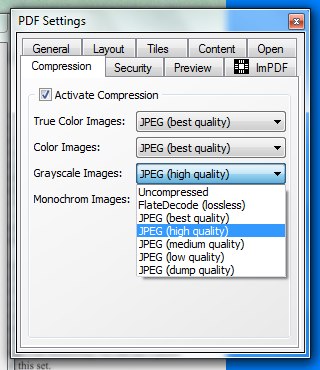 PDF Settings
General Layout Tiles Content Open
Compression Security Preview ImPDF
Activate Compression
True Color Images: JPEG (best quality)
Color Images: JPEG (best quality)
Grayscale Images: JPEG (high quality)
Monochrom Images:
Uncompressed
FlateDecode (lossless)
JPEG (best quality)
JPEG (high quality)
JPEG (medium quality)
JPEG (low quality)
JPEG (dump quality)
this set.